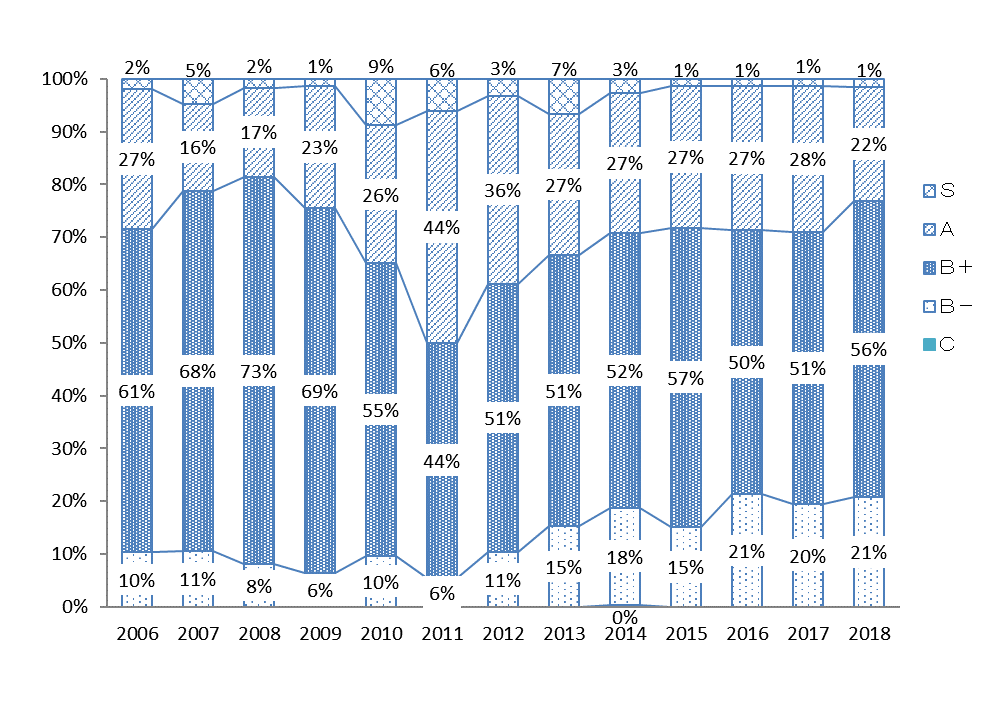 2% 5% 2% 1% 9% 6% 3% 7% 3% 1% 1% 1% 1%
100%
90%
80%
70%
60%
50%
40%
30%
20%
10%
0%
27% 16% 17% 23% 26% 44% 36% 27% 27% 27% 27% 28% 22%
61% 68% 73% 69% 55% 44% 51% 51% 52% 57% 50% 51% 56%
10% 11% 8% 6% 10% 6% 11% 15% 18% 15% 21% 20% 21%
0%
2006 2007 2008 2009 2010 2011 2012 2013 2014 2015 2016 2017 2018
S
A
B+
B−
C